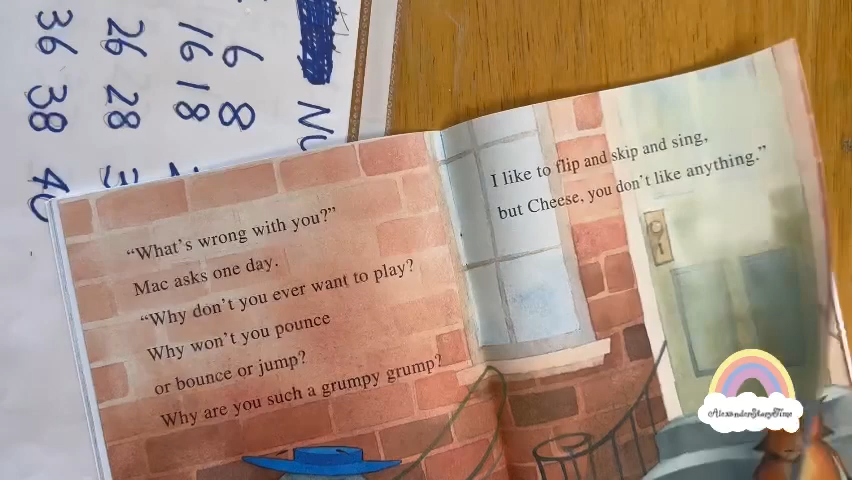 “What’s wrong with you?”
Mac asks one day.
“Why don’t you ever want to play?
Why won’t you pounce
or bounce or jump?
Why are you such a grumpy grump?
I like to flip and skip and sing,
but Cheese, you don’t like anything.”
6 8
16 18
26 28 3
36 38 40
Nu
AlexanderStoryTime